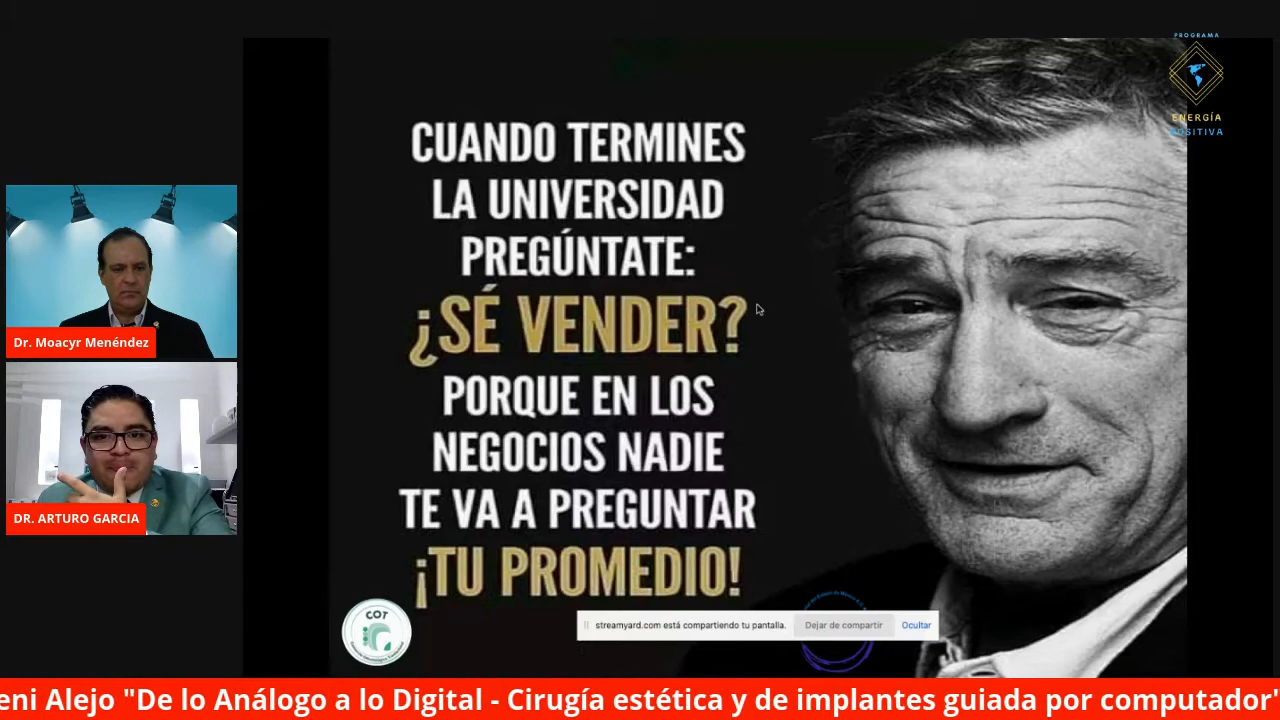 PROGRAMA
ENERGÍA
POSITIVA
CUANDO TERMINES
LA UNIVERSIDAD
PREGÚNTATE:
¿SÉ VENDER?
PORQUE EN LOS
NEGOCIOS NADIE
TE VA A PREGUNTAR
¡TU PROMEDIO!
Dr. Moacyr Menéndez
DR. ARTURO GARCIA
COT
streamyard.com está compartiendo tu pantalla.
Dejar de compartir
Ocultar
eni Alejo "De lo Análogo a lo Digital - Cirugía estética y de implantes guiada por computador"